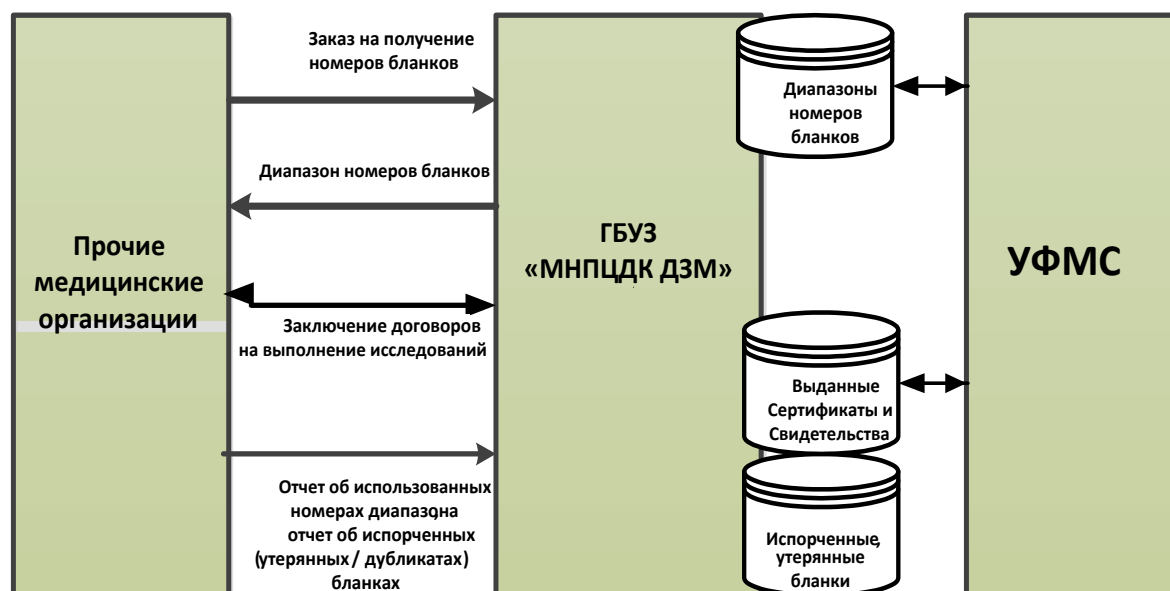 Заказ на получение
номеров бланков
Диапазон номеров бланков
Прочие
медицинские
организации
Заключение договоров
на выполнение исследований
Отчет об использованных
номерах диапазона,
отчет об испорченных
(утерянных / дубликатах)
бланках
ГБУЗ
«МНПЦДК ДЗМ»
Диапазоны
номеров
бланков
Выданные
Сертификаты и
Свидетельства
Испорченные,
утерянные
бланки
УФМС